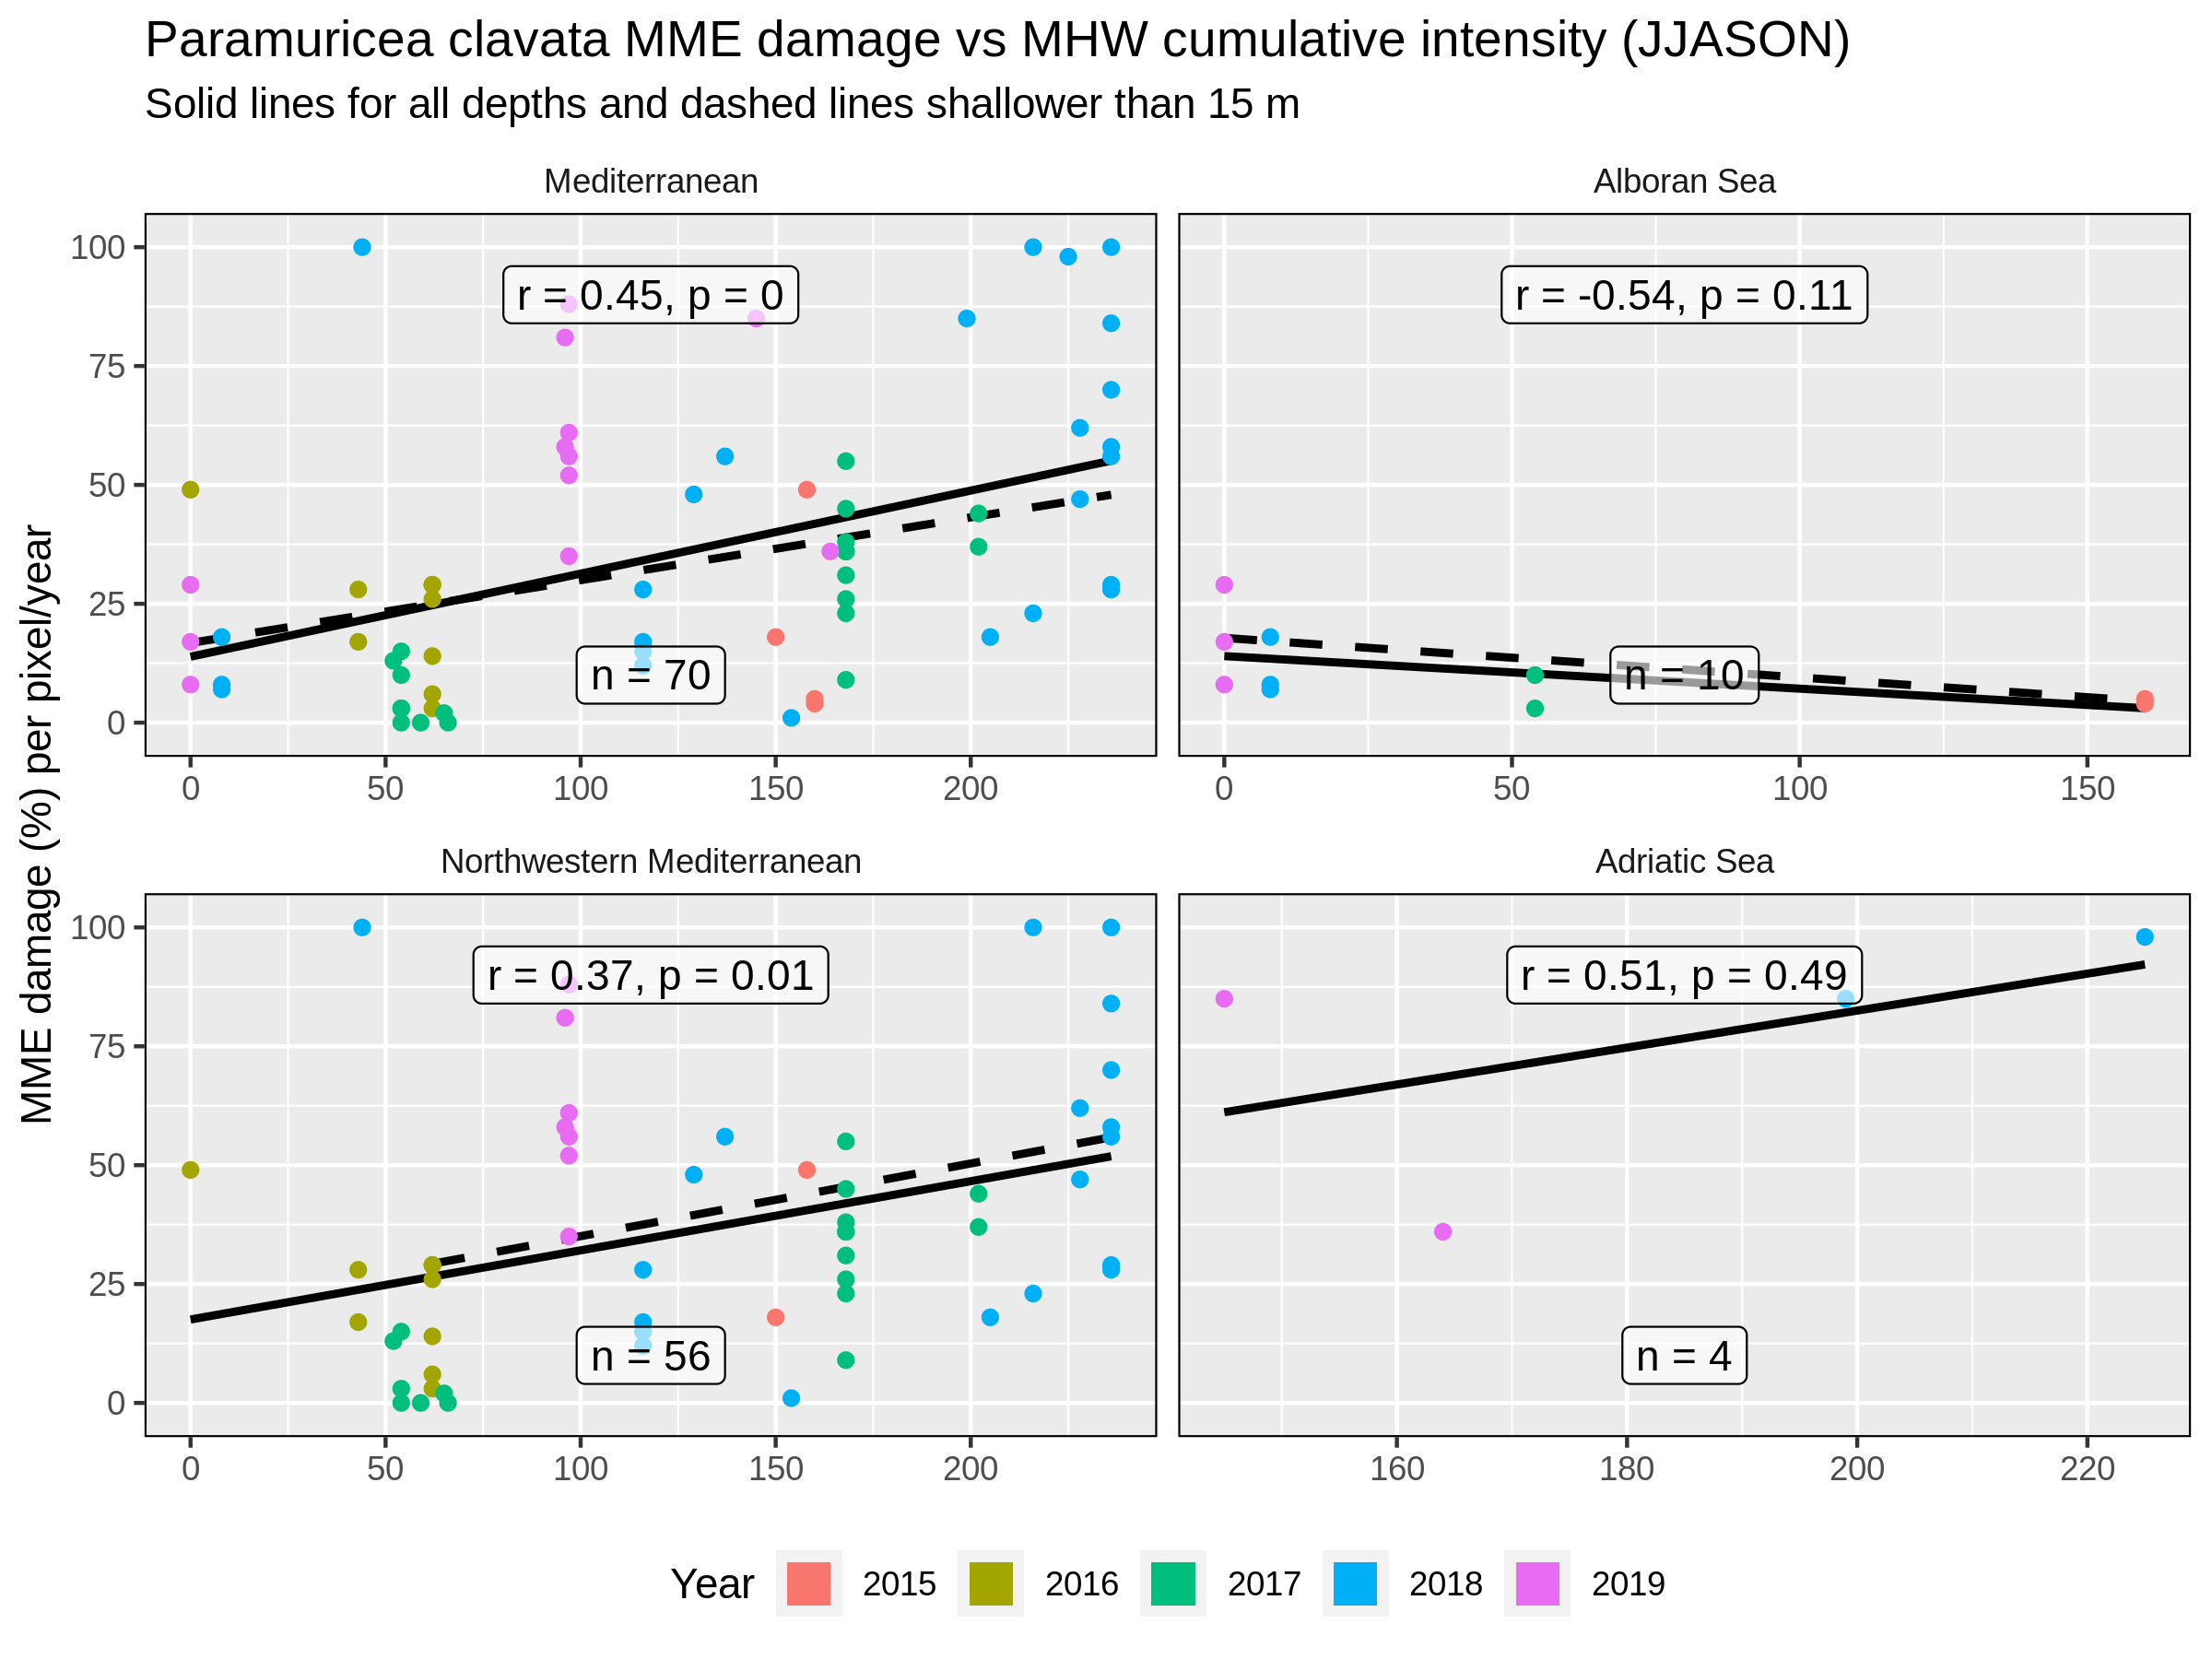 Paramuricea clavata MME damage vs MHW cumulative intensity (JJASON)
Solid lines for all depths and dashed lines shallower than 15 m
MME damage (%) per pixel/year
Mediterranean
100
75
50
25
0
r = 0.45, p = 0
n = 70
0 50 100 150 200
Alboran Sea
r = -0.54, p = 0.11
n = 10
0 50 100 150
Northwestern Mediterranean
100
75
50
25
0
r = 0.37, p = 0.01
n = 56
0 50 100 150 200
Adriatic Sea
r = 0.51, p = 0.49
n = 4
160 180 200 220
Year 2015 2016 2017 2018 2019